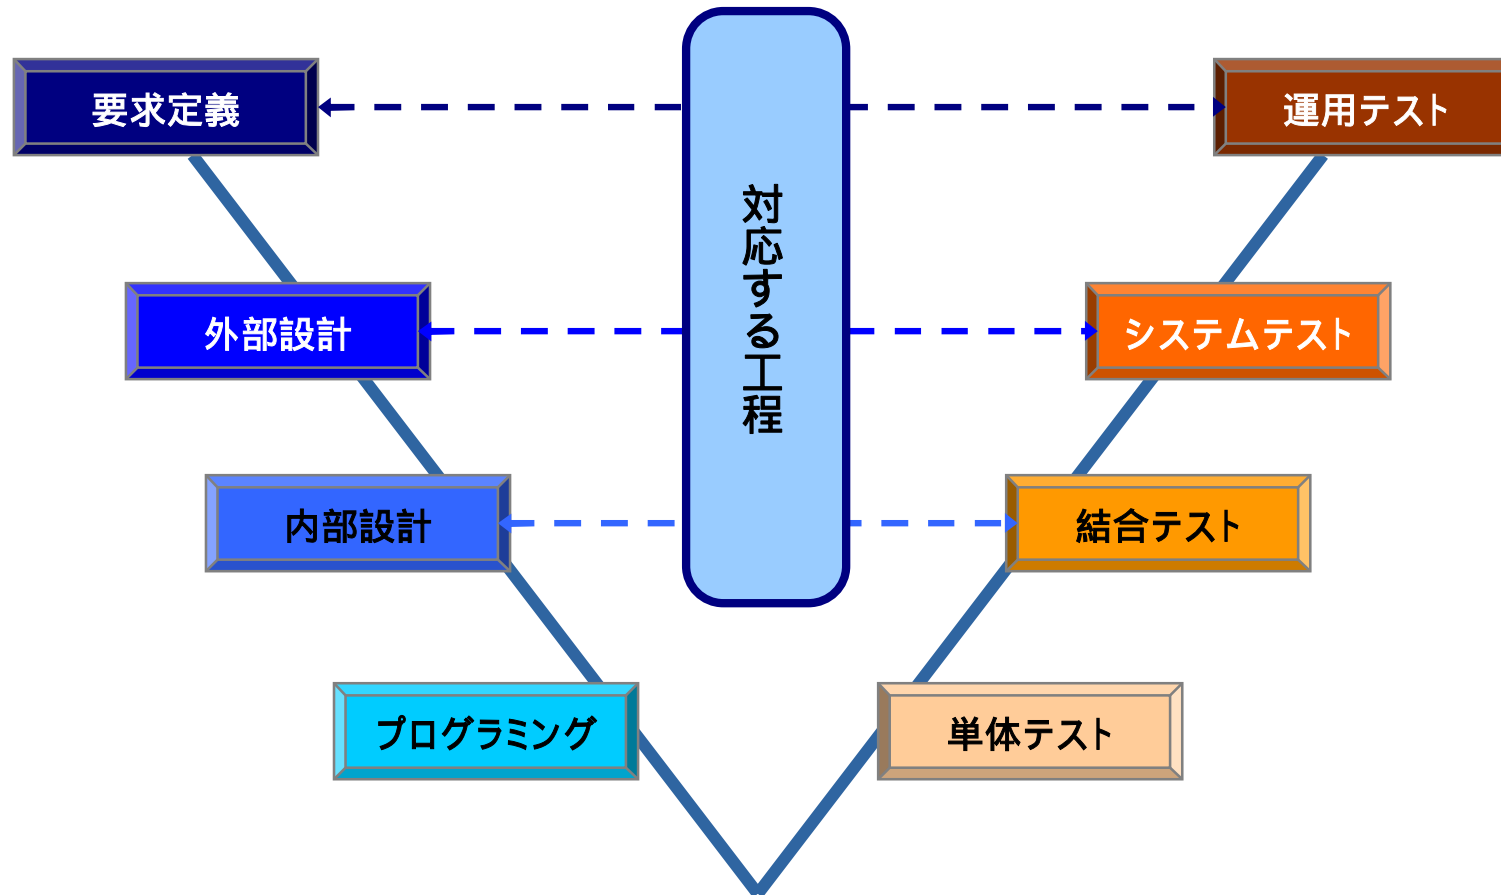 要求定義
運用テスト
対応する工程
外部設計
システムテスト
内部設計
結合テスト
プログラミング
単体テスト